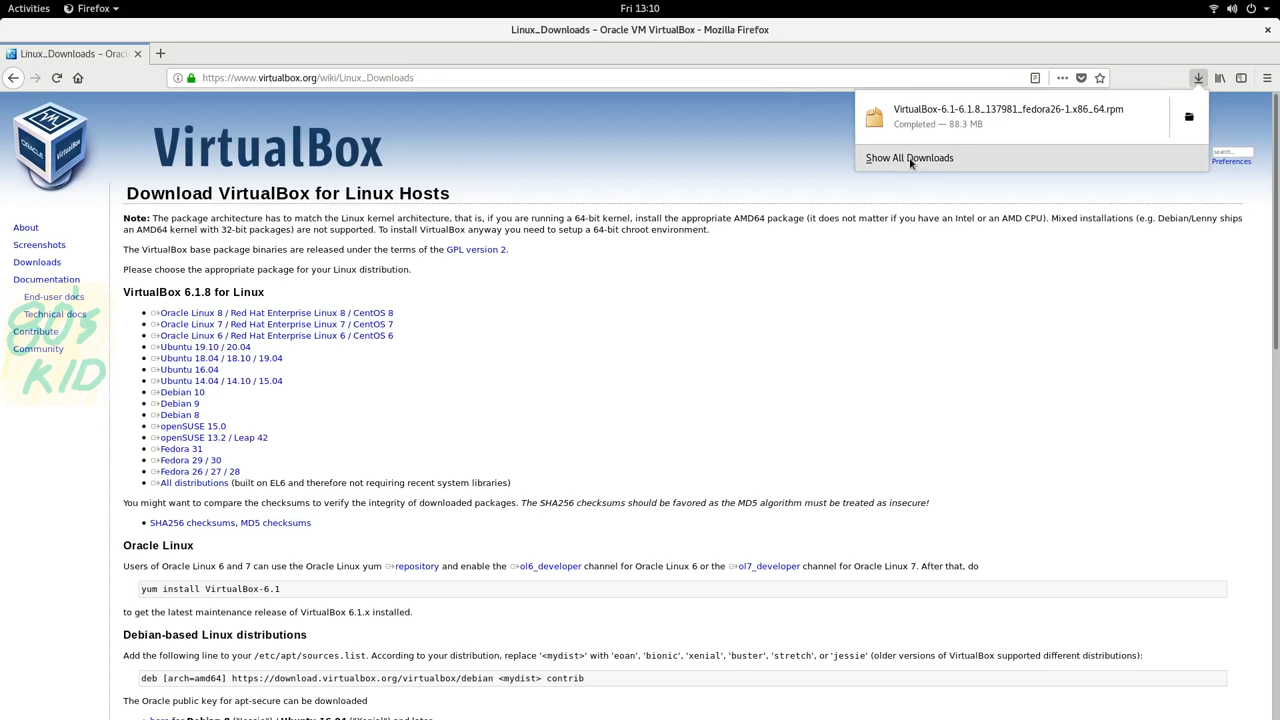 Activities Firefox Fri 13:10
Linux_Downloads – Oracle VM VirtualBox - Mozilla Firefox
Linux_Downloads – Orac
https://www.virtualbox.org/wiki/Linux_Downloads
VirtualBox-6.1-6.1.8_137981_fedora26-1.x86_64.rpm
Completed — 88.3 MB
Show All Downloads
VirtualBox
search...
Preferences
About
Screenshots
Downloads
Documentation
End-user docs
Technical docs
Contribute
Community
80's
KID
Download VirtualBox for Linux Hosts
Note: The package architecture has to match the Linux kernel architecture, that is, if you are running a 64-bit kernel, install the appropriate AMD64 package (it does not matter if you have an Intel or an AMD CPU). Mixed installations (e.g. Debian/Lenny ships
an AMD64 kernel with 32-bit packages) are not supported. To install VirtualBox anyway you need to setup a 64-bit chroot environment.
The VirtualBox base package binaries are released under the terms of the GPL version 2.
Please choose the appropriate package for your Linux distribution.
VirtualBox 6.1.8 for Linux
Oracle Linux 8 / Red Hat Enterprise Linux 8 / CentOS 8
Oracle Linux 7 / Red Hat Enterprise Linux 7 / CentOS 7
Oracle Linux 6 / Red Hat Enterprise Linux 6 / CentOS 6
Ubuntu 19.10 / 20.04
Ubuntu 18.04 / 18.10 / 19.04
Ubuntu 16.04
Ubuntu 14.04 / 14.10 / 15.04
Debian 10
Debian 9
Debian 8
openSUSE 15.0
openSUSE 13.2 / Leap 42
Fedora 31
Fedora 29 / 30
Fedora 26 / 27 / 28
All distributions (built on EL6 and therefore not requiring recent system libraries)
You might want to compare the checksums to verify the integrity of downloaded packages. The SHA256 checksums should be favored as the MD5 algorithm must be treated as insecure!
SHA256 checksums, MD5 checksums
Oracle Linux
Users of Oracle Linux 6 and 7 can use the Oracle Linux yum repository and enable the ol6_developer channel for Oracle Linux 6 or the ol7_developer channel for Oracle Linux 7. After that, do
yum install VirtualBox-6.1
to get the latest maintenance release of VirtualBox 6.1.x installed.
Debian-based Linux distributions
Add the following line to your /etc/apt/sources.list. According to your distribution, replace '<mydist>' with 'eoan', 'bionic', 'xenial', 'buster', 'stretch', or 'jessie' (older versions of VirtualBox supported different distributions):
deb [arch=amd64] https://download.virtualbox.org/virtualbox/debian <mydist> contrib
The Oracle public key for apt-secure can be downloaded
here for Debian 8 ("Jessie") / Ubuntu 16.04 ("Xenial") and later